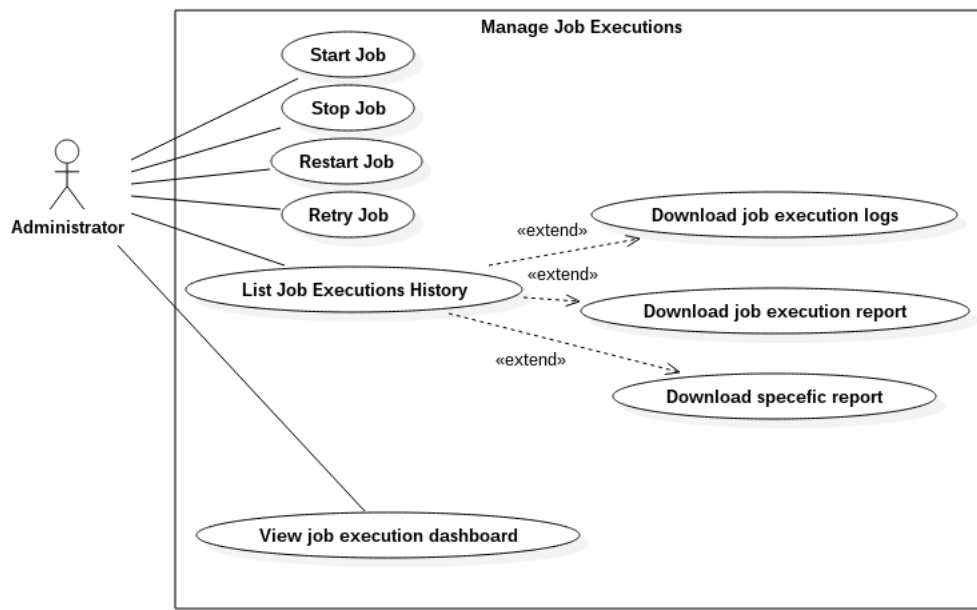 Manage Job Executions
Start Job
Stop Job
Restart Job
Retry Job
Administrator
Download job execution logs
«extend»
«extend»
List Job Executions History
Download job execution report
«extend»
Download specefic report
View job execution dashboard